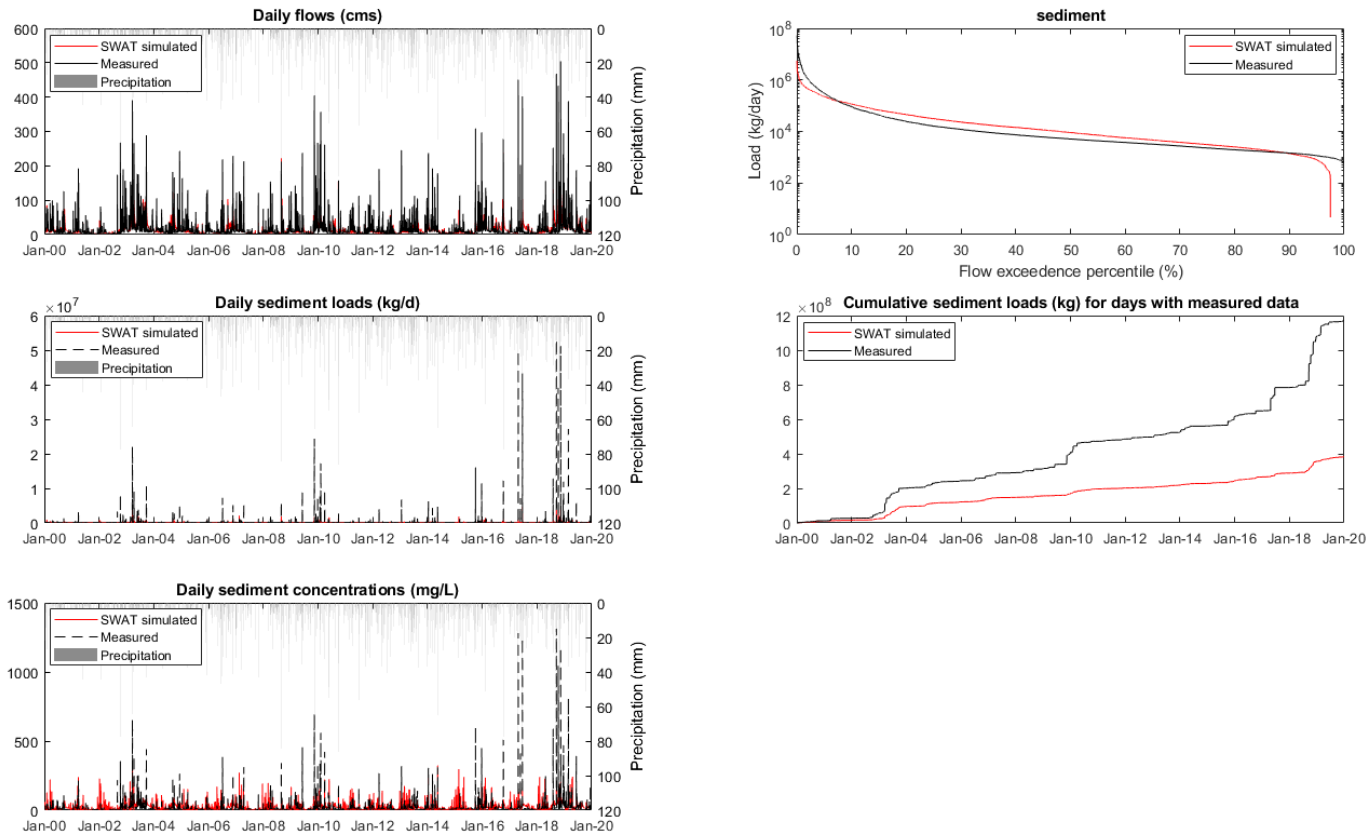 Daily flows (cms)
600
500
400
300
200
100
0
SWAT simulated
Measured
Precipitation
0
20
40
60
80
100
120
Precipitation (mm)
Jan-00 Jan-02 Jan-04 Jan-06 Jan-08 Jan-10 Jan-12 Jan-14 Jan-16 Jan-18 Jan-20
sediment
10^8
10^6
10^4
10^2
10^0
Load (kg/day)
SWAT simulated
Measured
0 10 20 30 40 50 60 70 80 90 100
Flow exceedence percentile (%)
×10^7
Daily sediment loads (kg/d)
6
5
4
3
2
1
0
SWAT simulated
Measured
Precipitation
0
20
40
60
80
100
120
Precipitation (mm)
Jan-00 Jan-02 Jan-04 Jan-06 Jan-08 Jan-10 Jan-12 Jan-14 Jan-16 Jan-18 Jan-20
×10^8
Cumulative sediment loads (kg) for days with measured data
12
10
8
6
4
2
0
SWAT simulated
Measured
Jan-00 Jan-02 Jan-04 Jan-06 Jan-08 Jan-10 Jan-12 Jan-14 Jan-16 Jan-18 Jan-20
Daily sediment concentrations (mg/L)
1500
1000
500
0
SWAT simulated
Measured
Precipitation
0
20
40
60
80
100
120
Precipitation (mm)
Jan-00 Jan-02 Jan-04 Jan-06 Jan-08 Jan-10 Jan-12 Jan-14 Jan-16 Jan-18 Jan-20